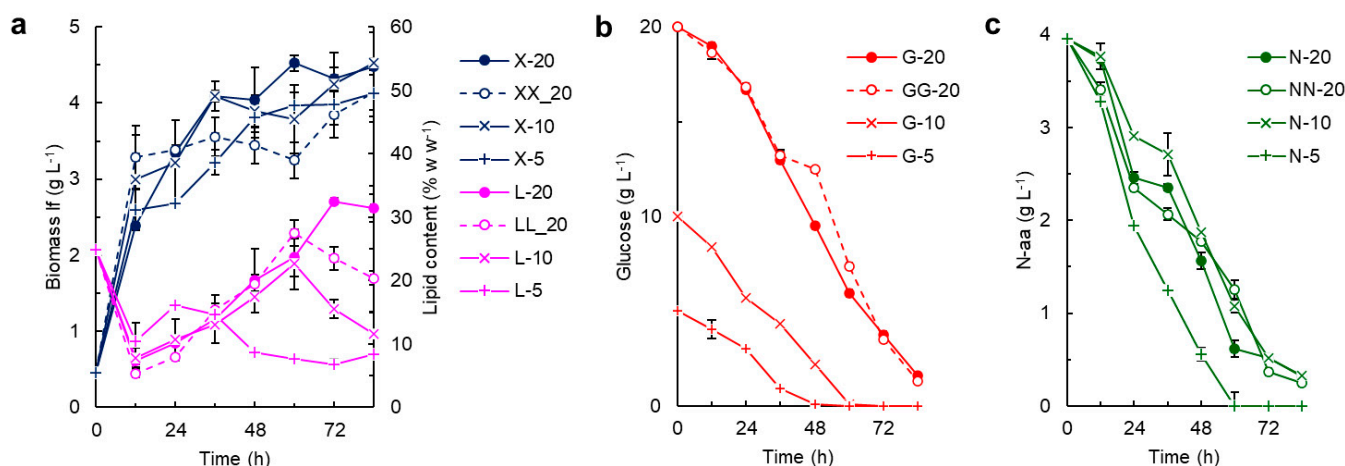 a
5
4
3
2
1
0
Biomass lf (g L⁻¹)
60
50
40
30
20
10
0
Lipid content (% w w⁻¹)
0 24 48 72
Time (h)
X-20
XX_20
X-10
X-5
L-20
LL_20
L-10
L-5
b
20
10
0
Glucose (g L⁻¹)
0 24 48 72
Time (h)
G-20
GG-20
G-10
G-5
c
4
3
2
1
0
N-aa (g L⁻¹)
0 24 48 72
Time (h)
N-20
NN-20
N-10
N-5